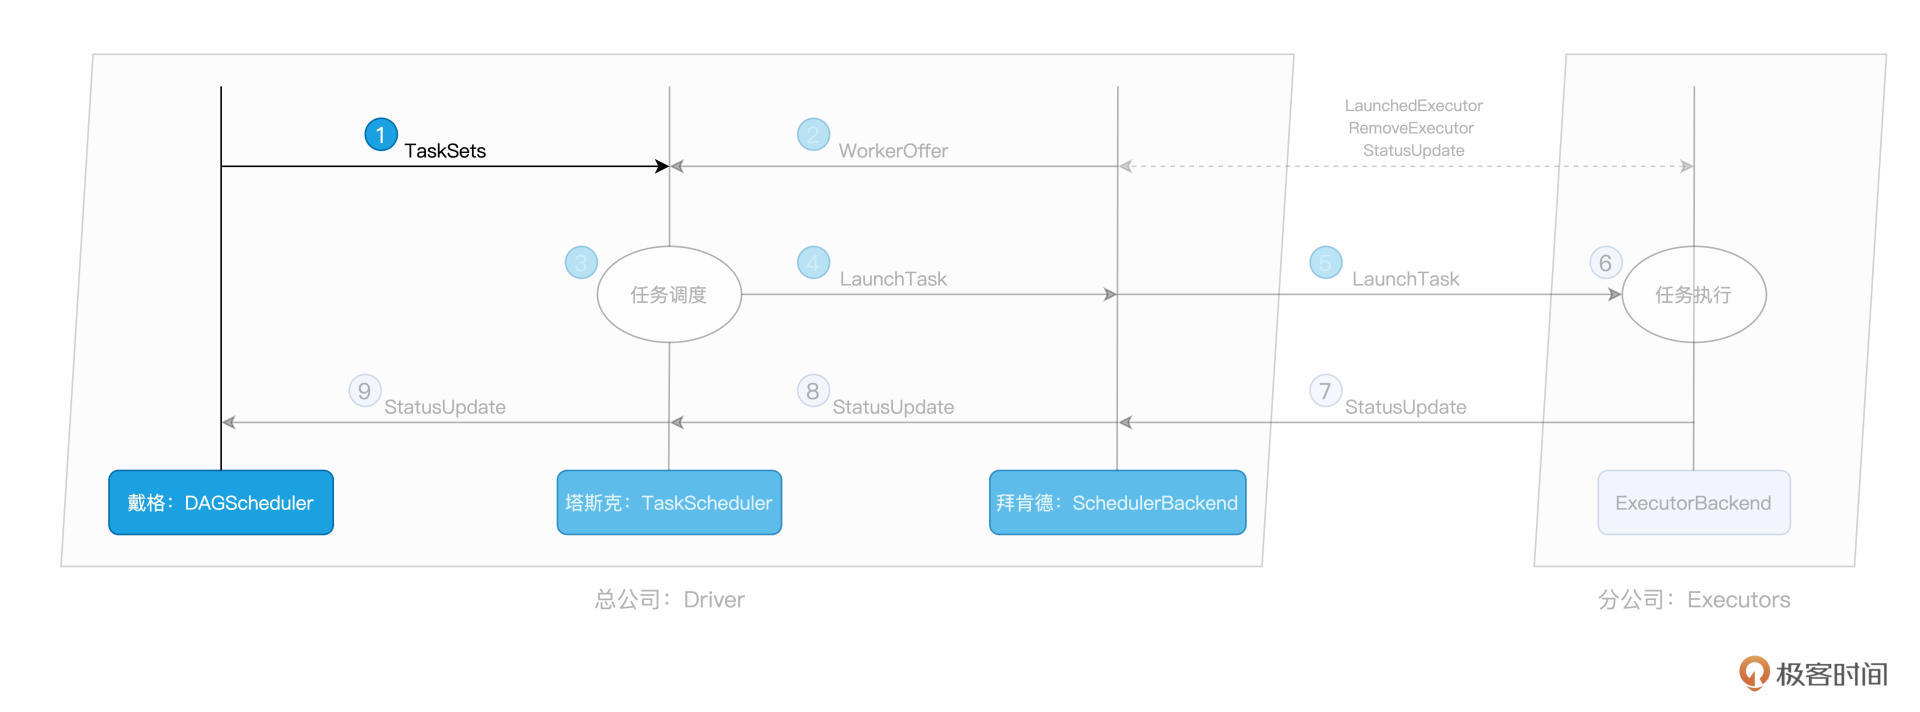 LaunchedExecutor
RemoveExecutor
StatusUpdate
1
TaskSets
2
WorkerOffer
3
任务调度
4
LaunchTask
5
LaunchTask
6
任务执行
9
StatusUpdate
8
StatusUpdate
7
StatusUpdate
戴格：DAGScheduler
塔斯克：TaskScheduler
拜肯德：SchedulerBackend
ExecutorBackend
总公司：Driver
分公司：Executors
极客时间